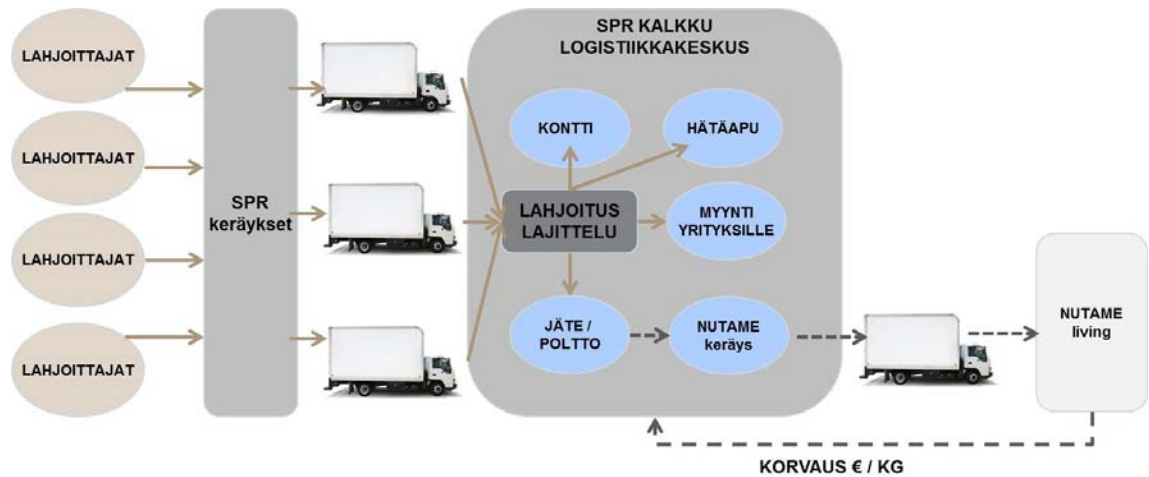 LAHJOITTAJAT
LAHJOITTAJAT
LAHJOITTAJAT
LAHJOITTAJAT
SPR
keräykset
SPR KALKKU
LOGISTIIKKAKESKUS
KONTTI
HÄTÄAPU
LAHJOITUS
LAJITTELU
MYYNTI
YRITYKSILLE
JÄTE /
POLTTO
NUTAME
keräys
NUTAME
living
KORVAUS € / KG